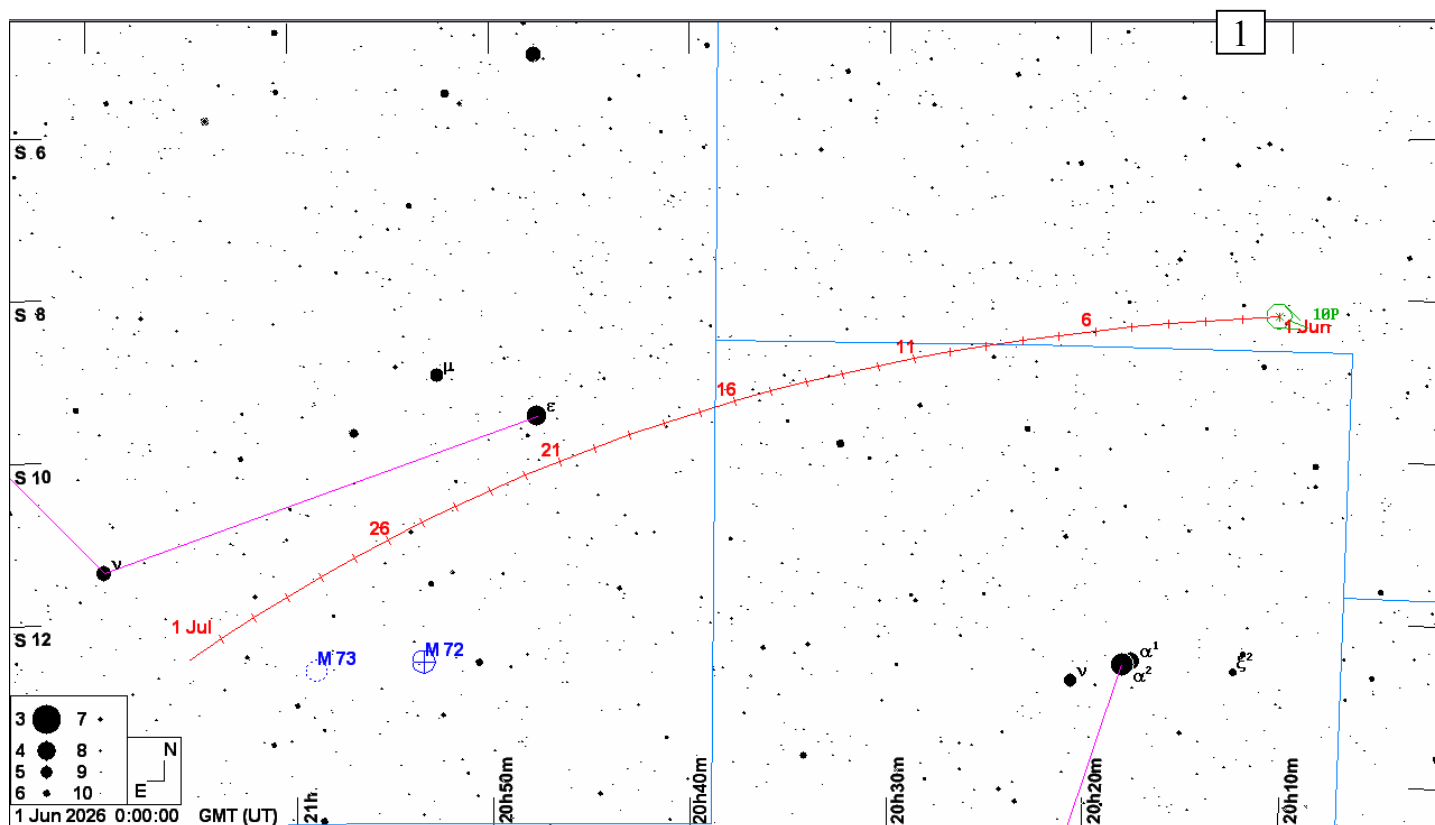 1
S 6
S 8
10P
1 Jun
6
11
μ
16
ε
21
S 10
26
ν
S 12
1 Jul
M 73
M 72
ν
α¹
α²
ξ²
3 7
4 8
5 9
6 10
N
E
21h
20h50m
20h40m
20h30m
20h20m
20h10m
1 Jun 2026 0:00:00 GMT (UT)